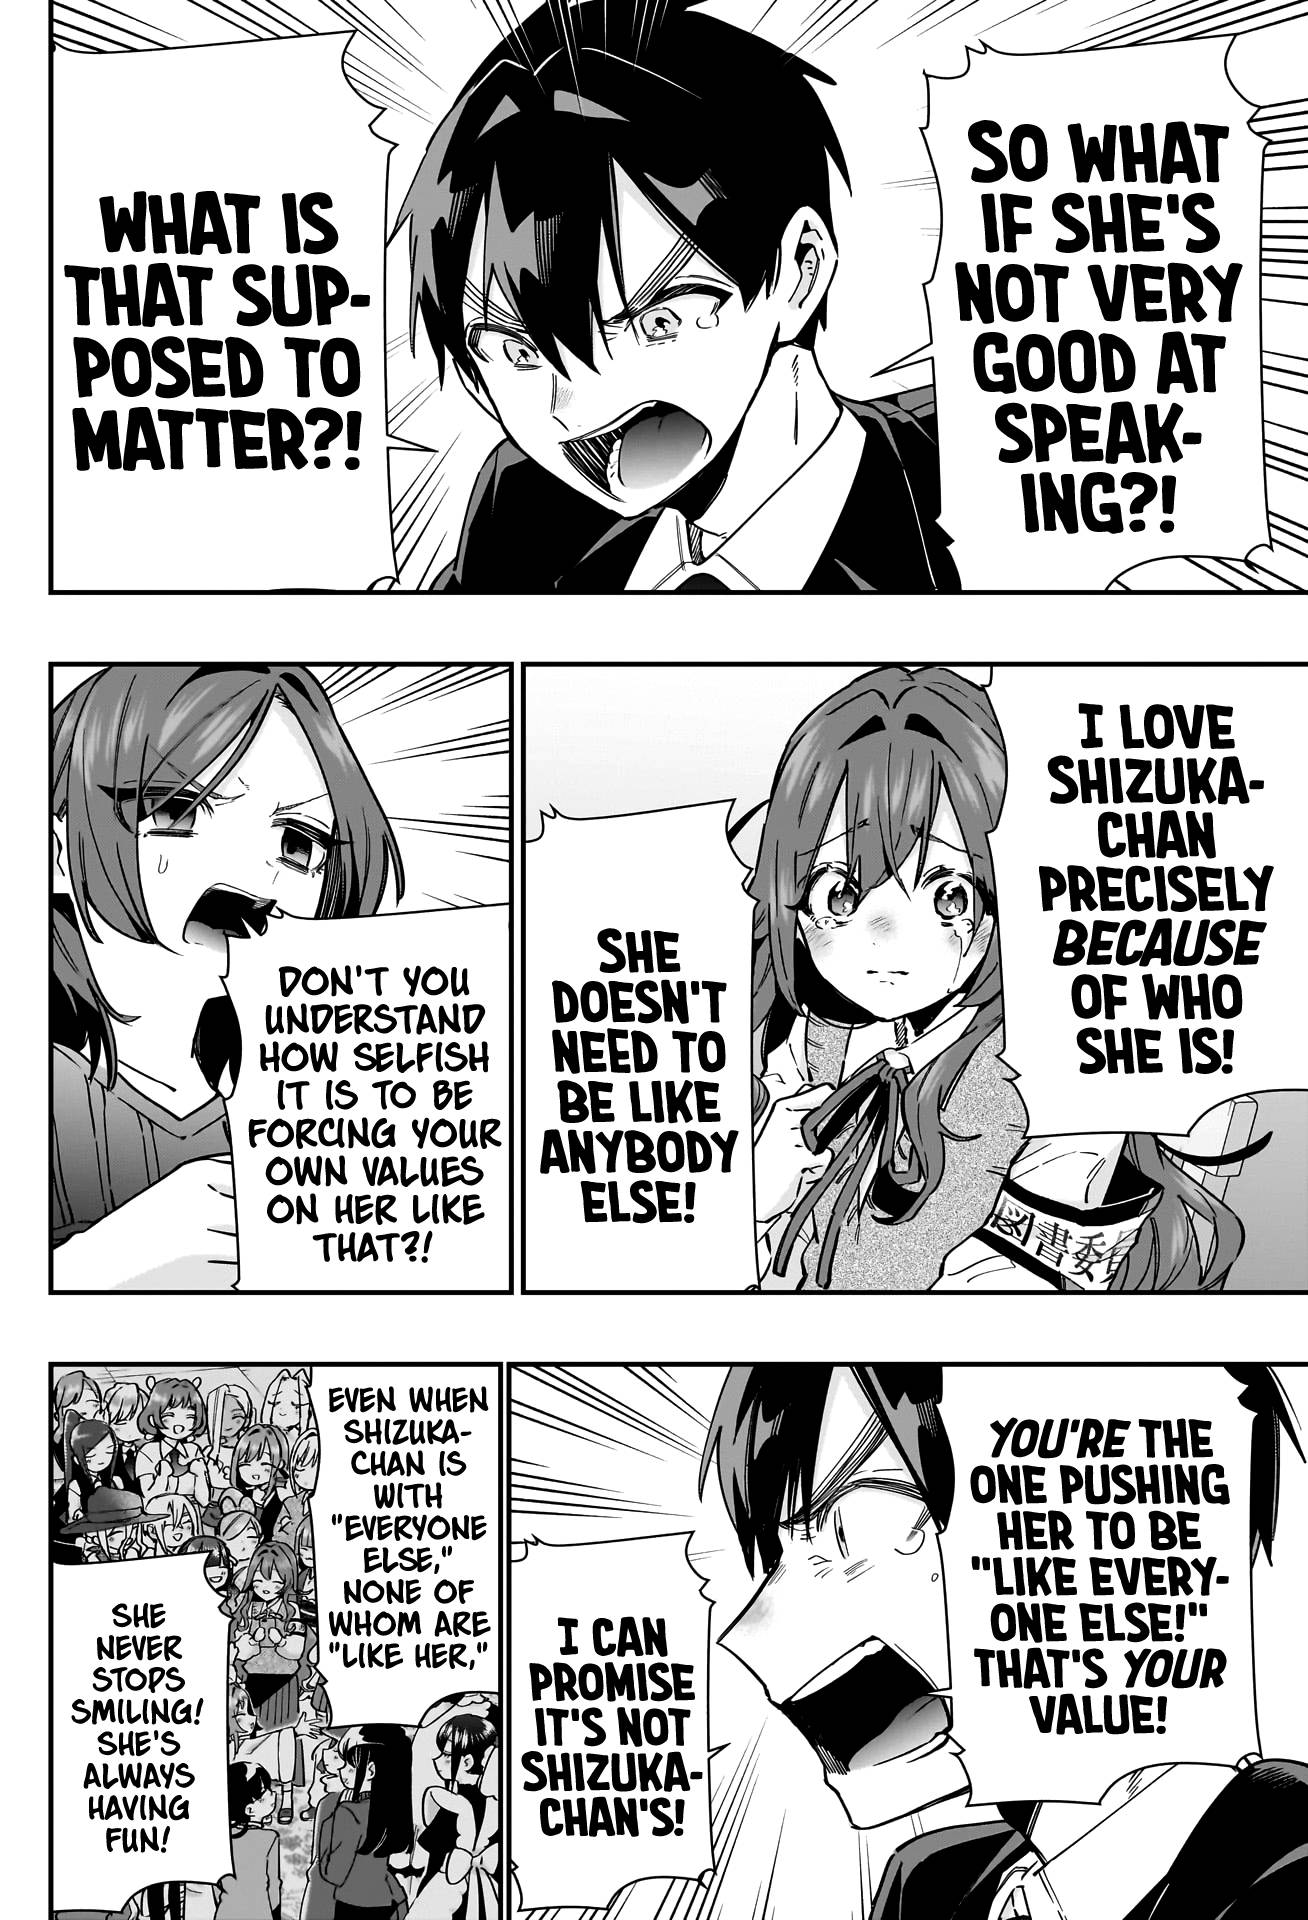 SO WHAT
IF SHE'S
NOT VERY
GOOD AT
SPEAK-
ING?!
WHAT IS
THAT SUP-
POSED TO
MATTER?!
I LOVE
SHIZUKA-
CHAN
PRECISELY
BECAUSE
OF WHO
SHE IS!
SHE
DOESN'T
NEED TO
BE LIKE
ANYBODY
ELSE!
図書委員
DON'T YOU
UNDERSTAND
HOW SELFISH
IT IS TO BE
FORCING YOUR
OWN VALUES
ON HER LIKE
THAT?!
YOU'RE THE
ONE PUSHING
HER TO BE
"LIKE EVERY-
ONE ELSE!"
THAT'S YOUR
VALUE!
I CAN
PROMISE
IT'S NOT
SHIZUKA-
CHAN'S!
EVEN WHEN
SHIZUKA-
CHAN IS
WITH
"EVERYONE
ELSE,"
NONE OF
WHOM ARE
"LIKE HER,"
SHE
NEVER
STOPS
SMILING!
SHE'S
ALWAYS
HAVING
FUN!